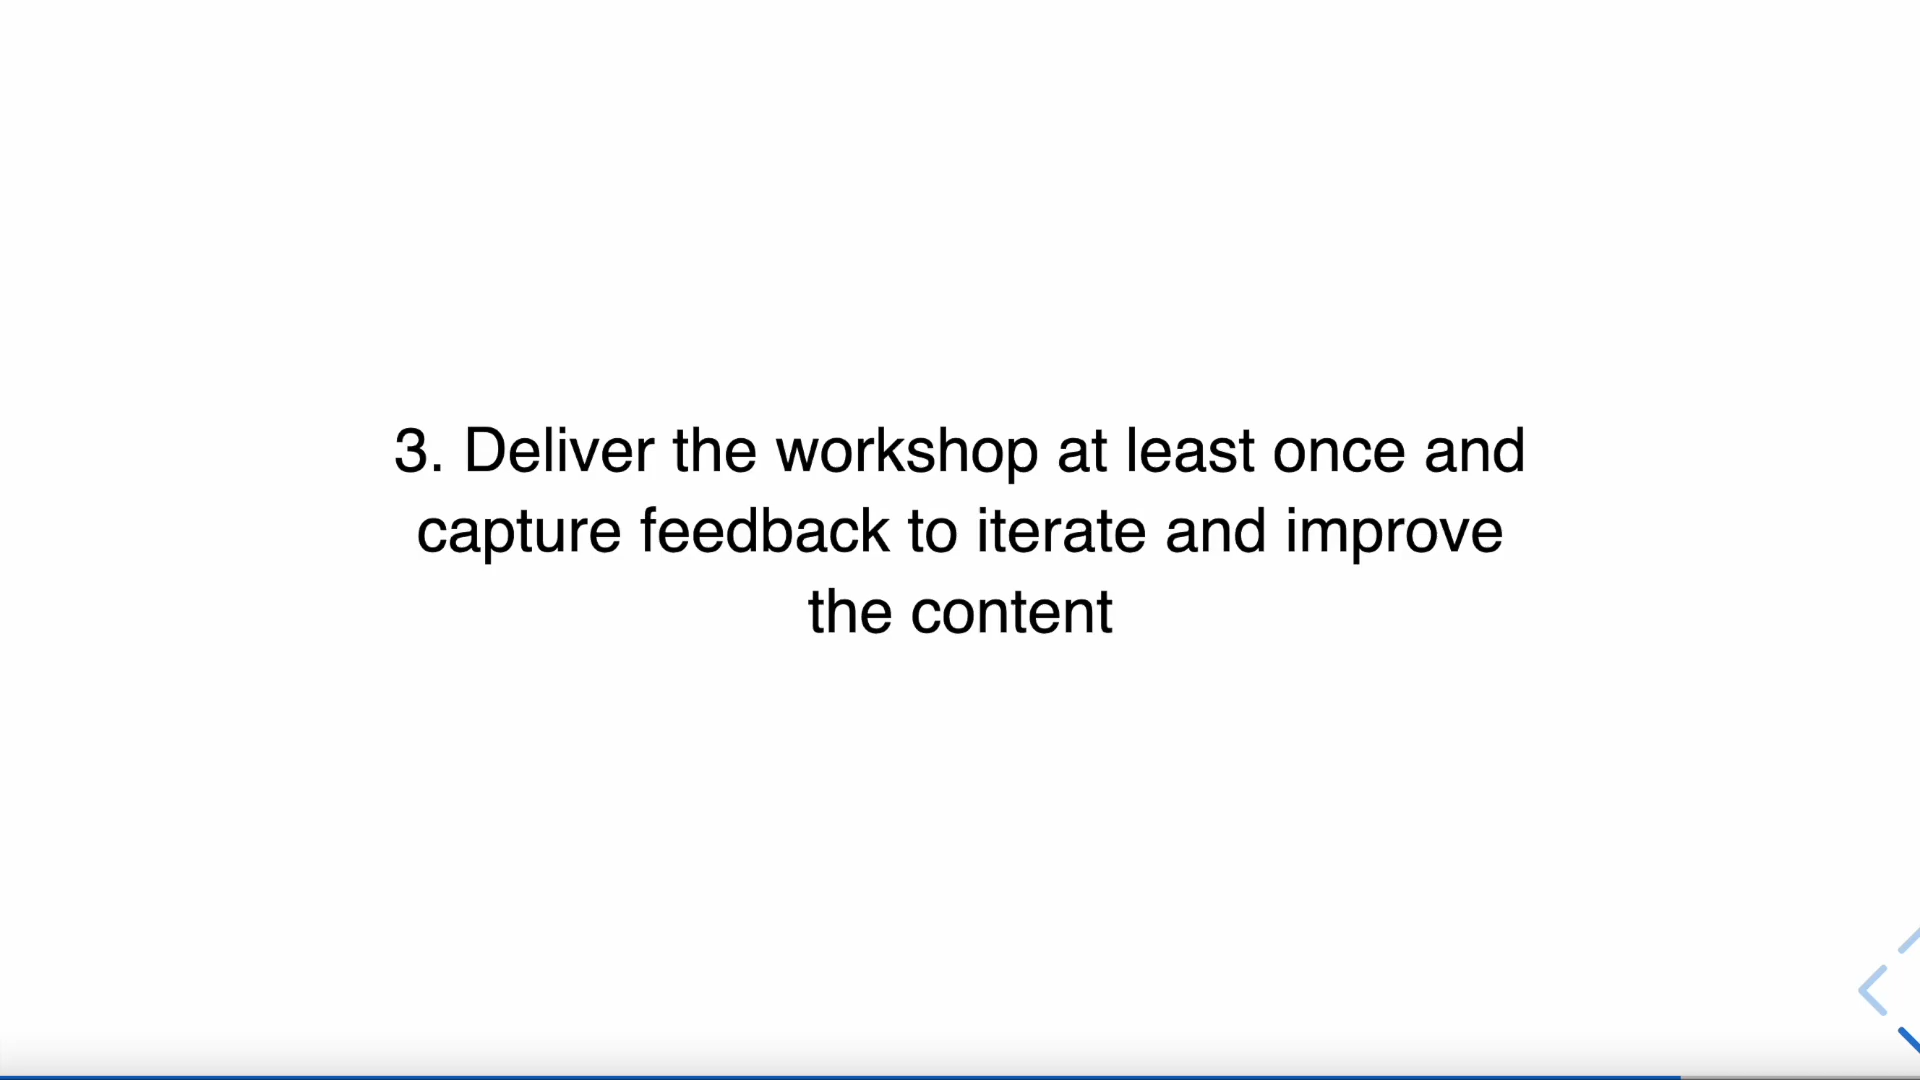 3. Deliver the workshop at least once and
capture feedback to iterate and improve
the content